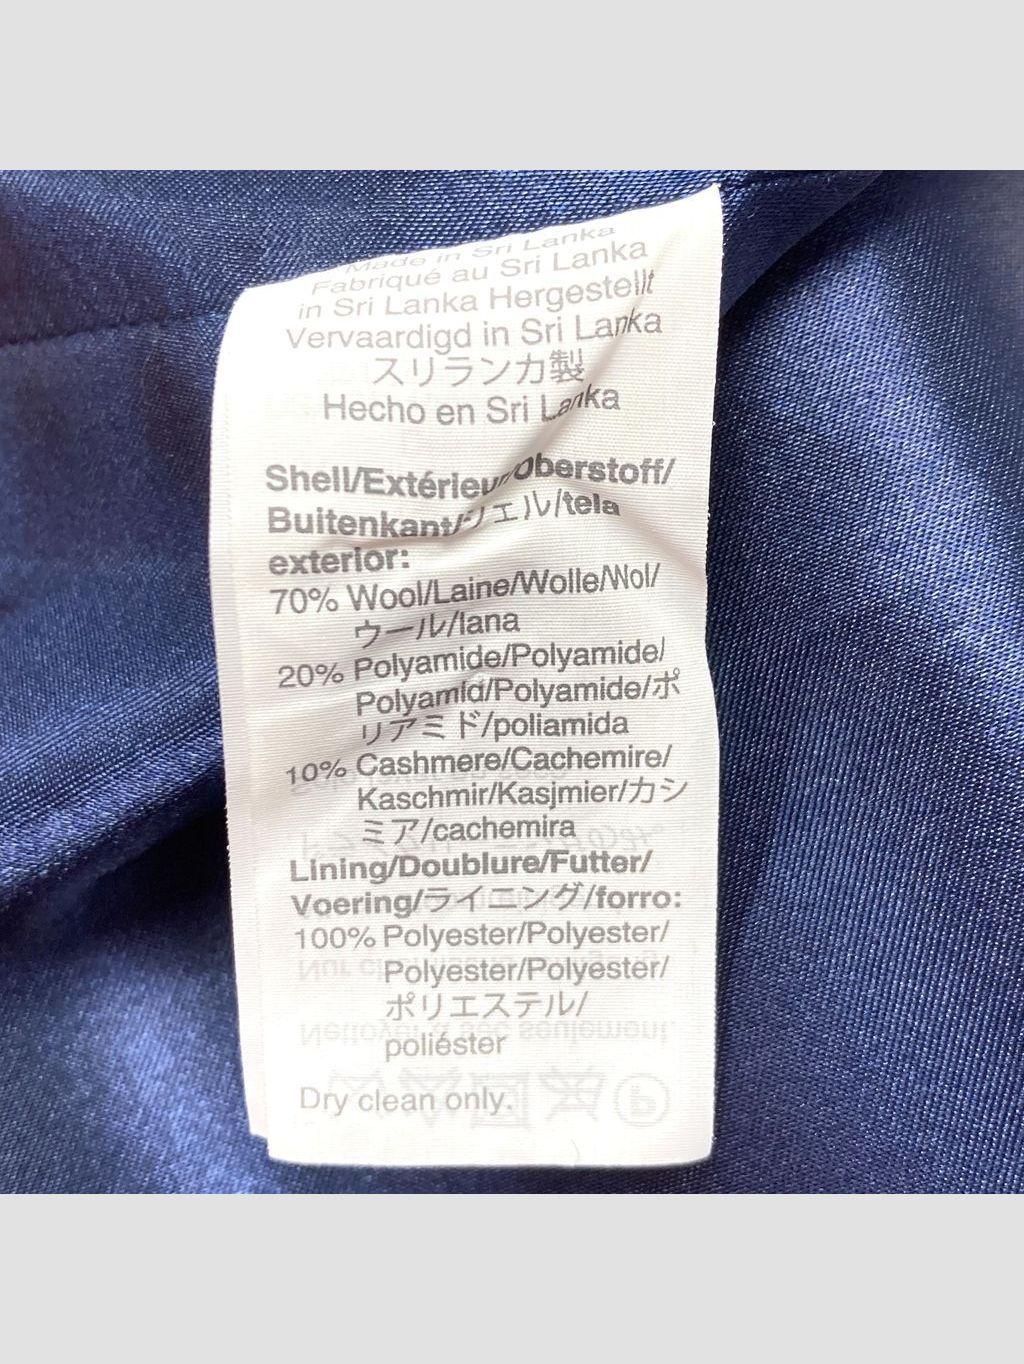 Made in Sri Lanka
Fabriqué au Sri Lanka
in Sri Lanka Hergestellt
Vervaardigd in Sri Lanka
スリランカ製
Hecho en Sri Lanka
Shell/Extérieur/Oberstoff/
Buitenkant/シェル/tela
exterior:
70% Wool/Laine/Wolle/Wol/
ウール/lana
20% Polyamide/Polyamide/
Polyamid/Polyamide/ポ
リアミド/poliamida
10% Cashmere/Cachemire/
Kaschmir/Kasjmier/カシ
ミア/cachemira
Lining/Doublure/Futter/
Voering/ライニング/forro:
100% Polyester/Polyester/
Polyester/Polyester/
ポリエステル/
poliéster
Dry clean only.